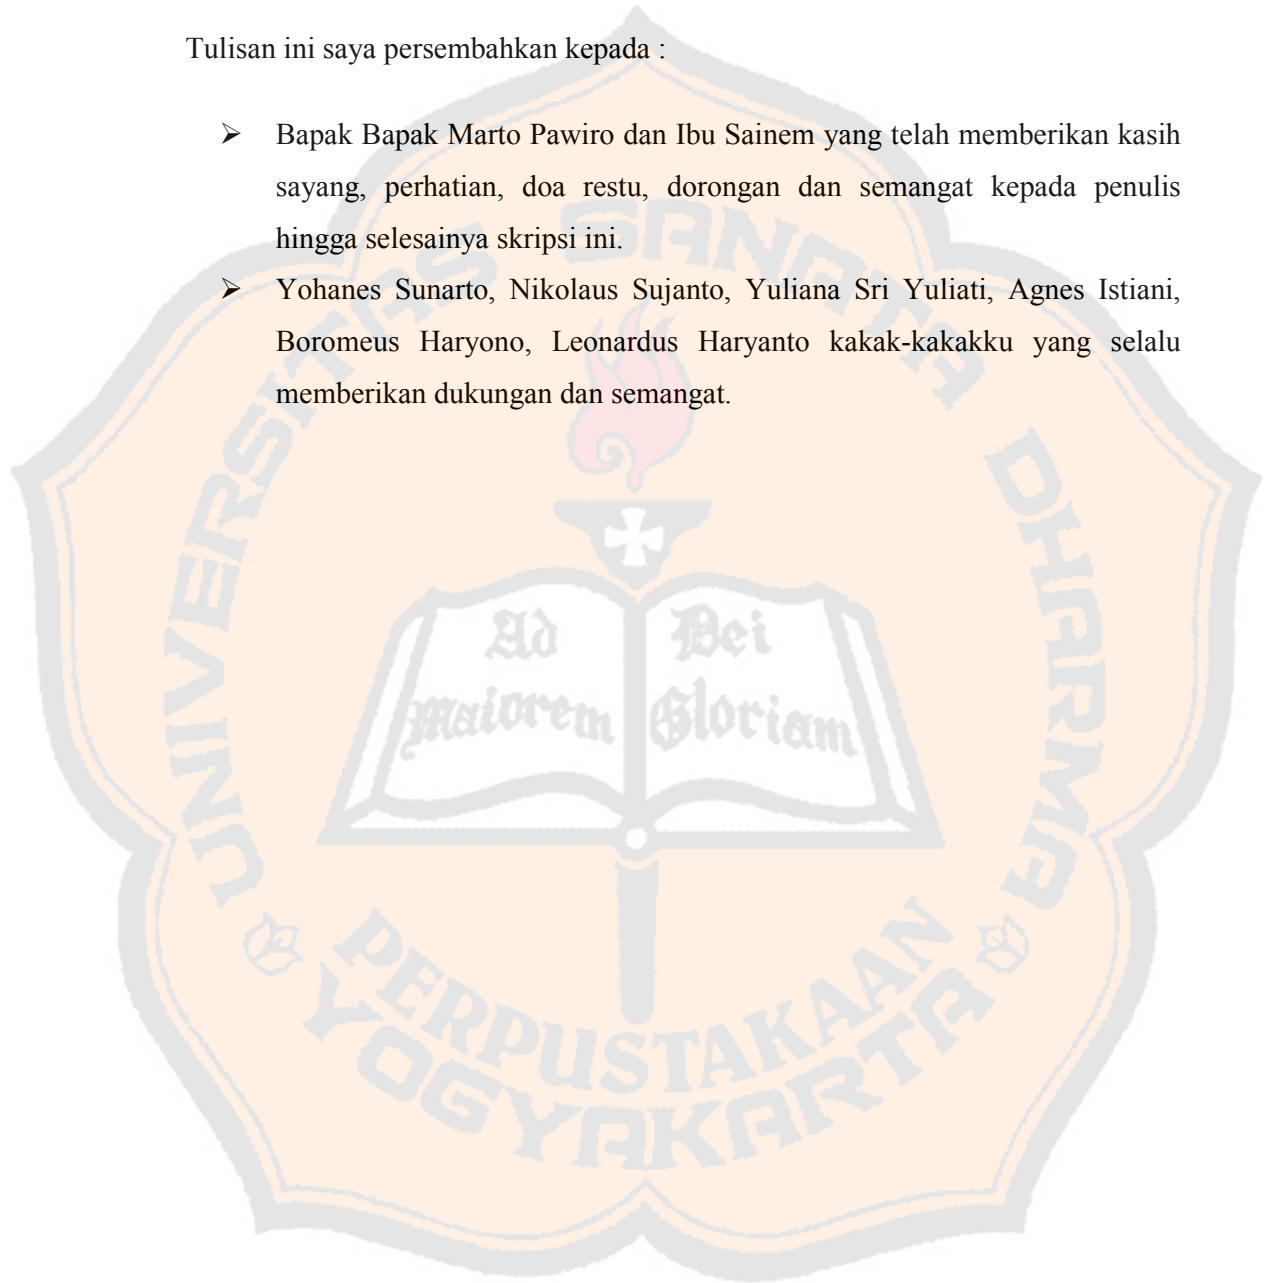 Tulisan ini saya persembahkan kepada :
➢ Bapak Bapak Marto Pawiro dan Ibu Sainem yang telah memberikan kasih
sayang, perhatian, doa restu, dorongan dan semangat kepada penulis
hingga selesainya skripsi ini.
➢ Yohanes Sunarto, Nikolaus Sujanto, Yuliana Sri Yuliati, Agnes Istiani,
Boromeus Haryono, Leonardus Haryanto kakak-kakakku yang selalu
memberikan dukungan dan semangat.
UNIVERSITAS SANATA DHARMA
Ad Dei
Maiorem Gloriam
PERPUSTAKAAN
YOGYAKARTA